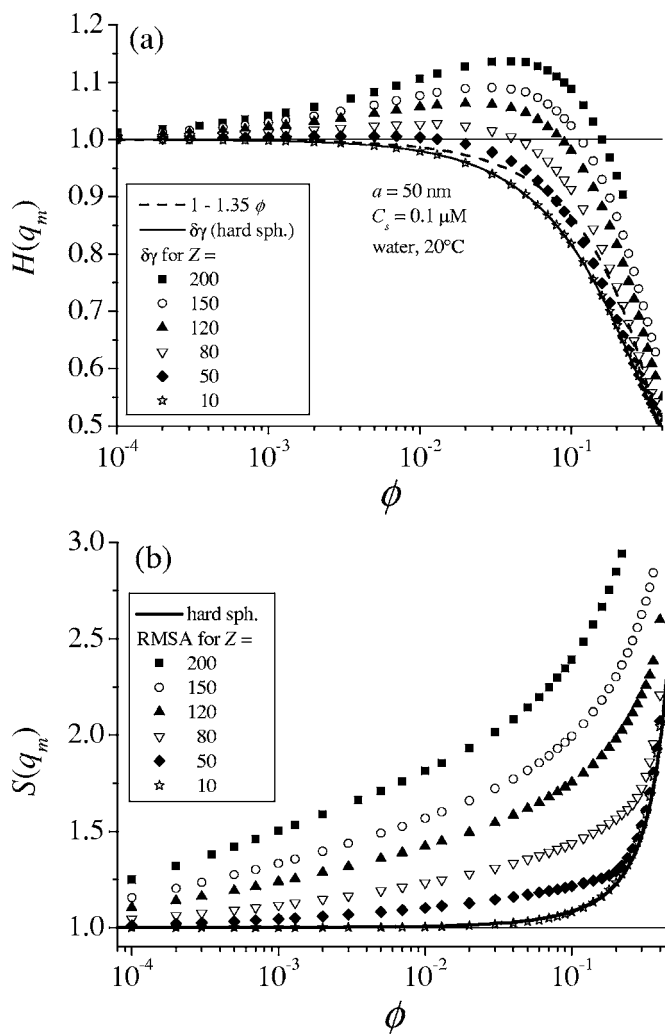 (a)
1.2
1.1
1.0
0.9
0.8
0.7
0.6
0.5
H(qₘ)
1 - 1.35 ϕ
δγ (hard sph.)
δγ for Z =
200
150
120
80
50
10
a = 50 nm
Cₛ = 0.1 μM
water, 20°C
10⁻⁴
10⁻³
10⁻²
10⁻¹
ϕ
(b)
3.0
2.5
2.0
1.5
1.0
S(qₘ)
hard sph.
RMSA for Z =
200
150
120
80
50
10
10⁻⁴
10⁻³
10⁻²
10⁻¹
ϕ